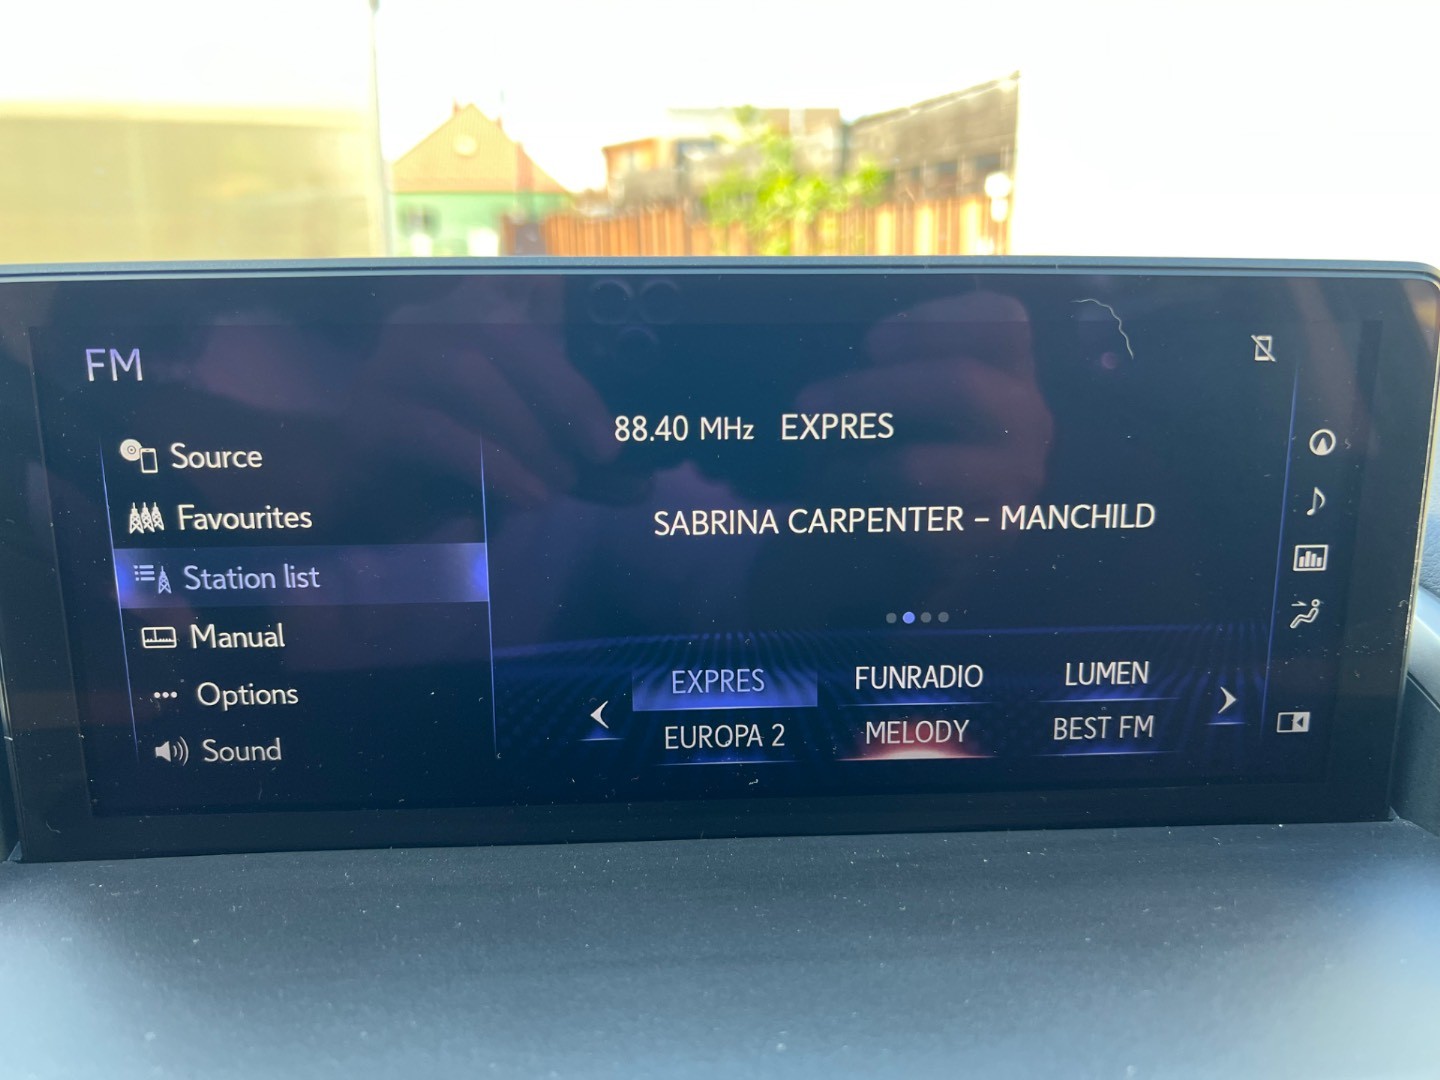 FM
Source
Favourites
Station list
Manual
Options
Sound
88.40 MHz EXPRES
SABRINA CARPENTER - MANCHILD
EXPRES FUNRADIO LUMEN
EUROPA 2 MELODY BEST FM